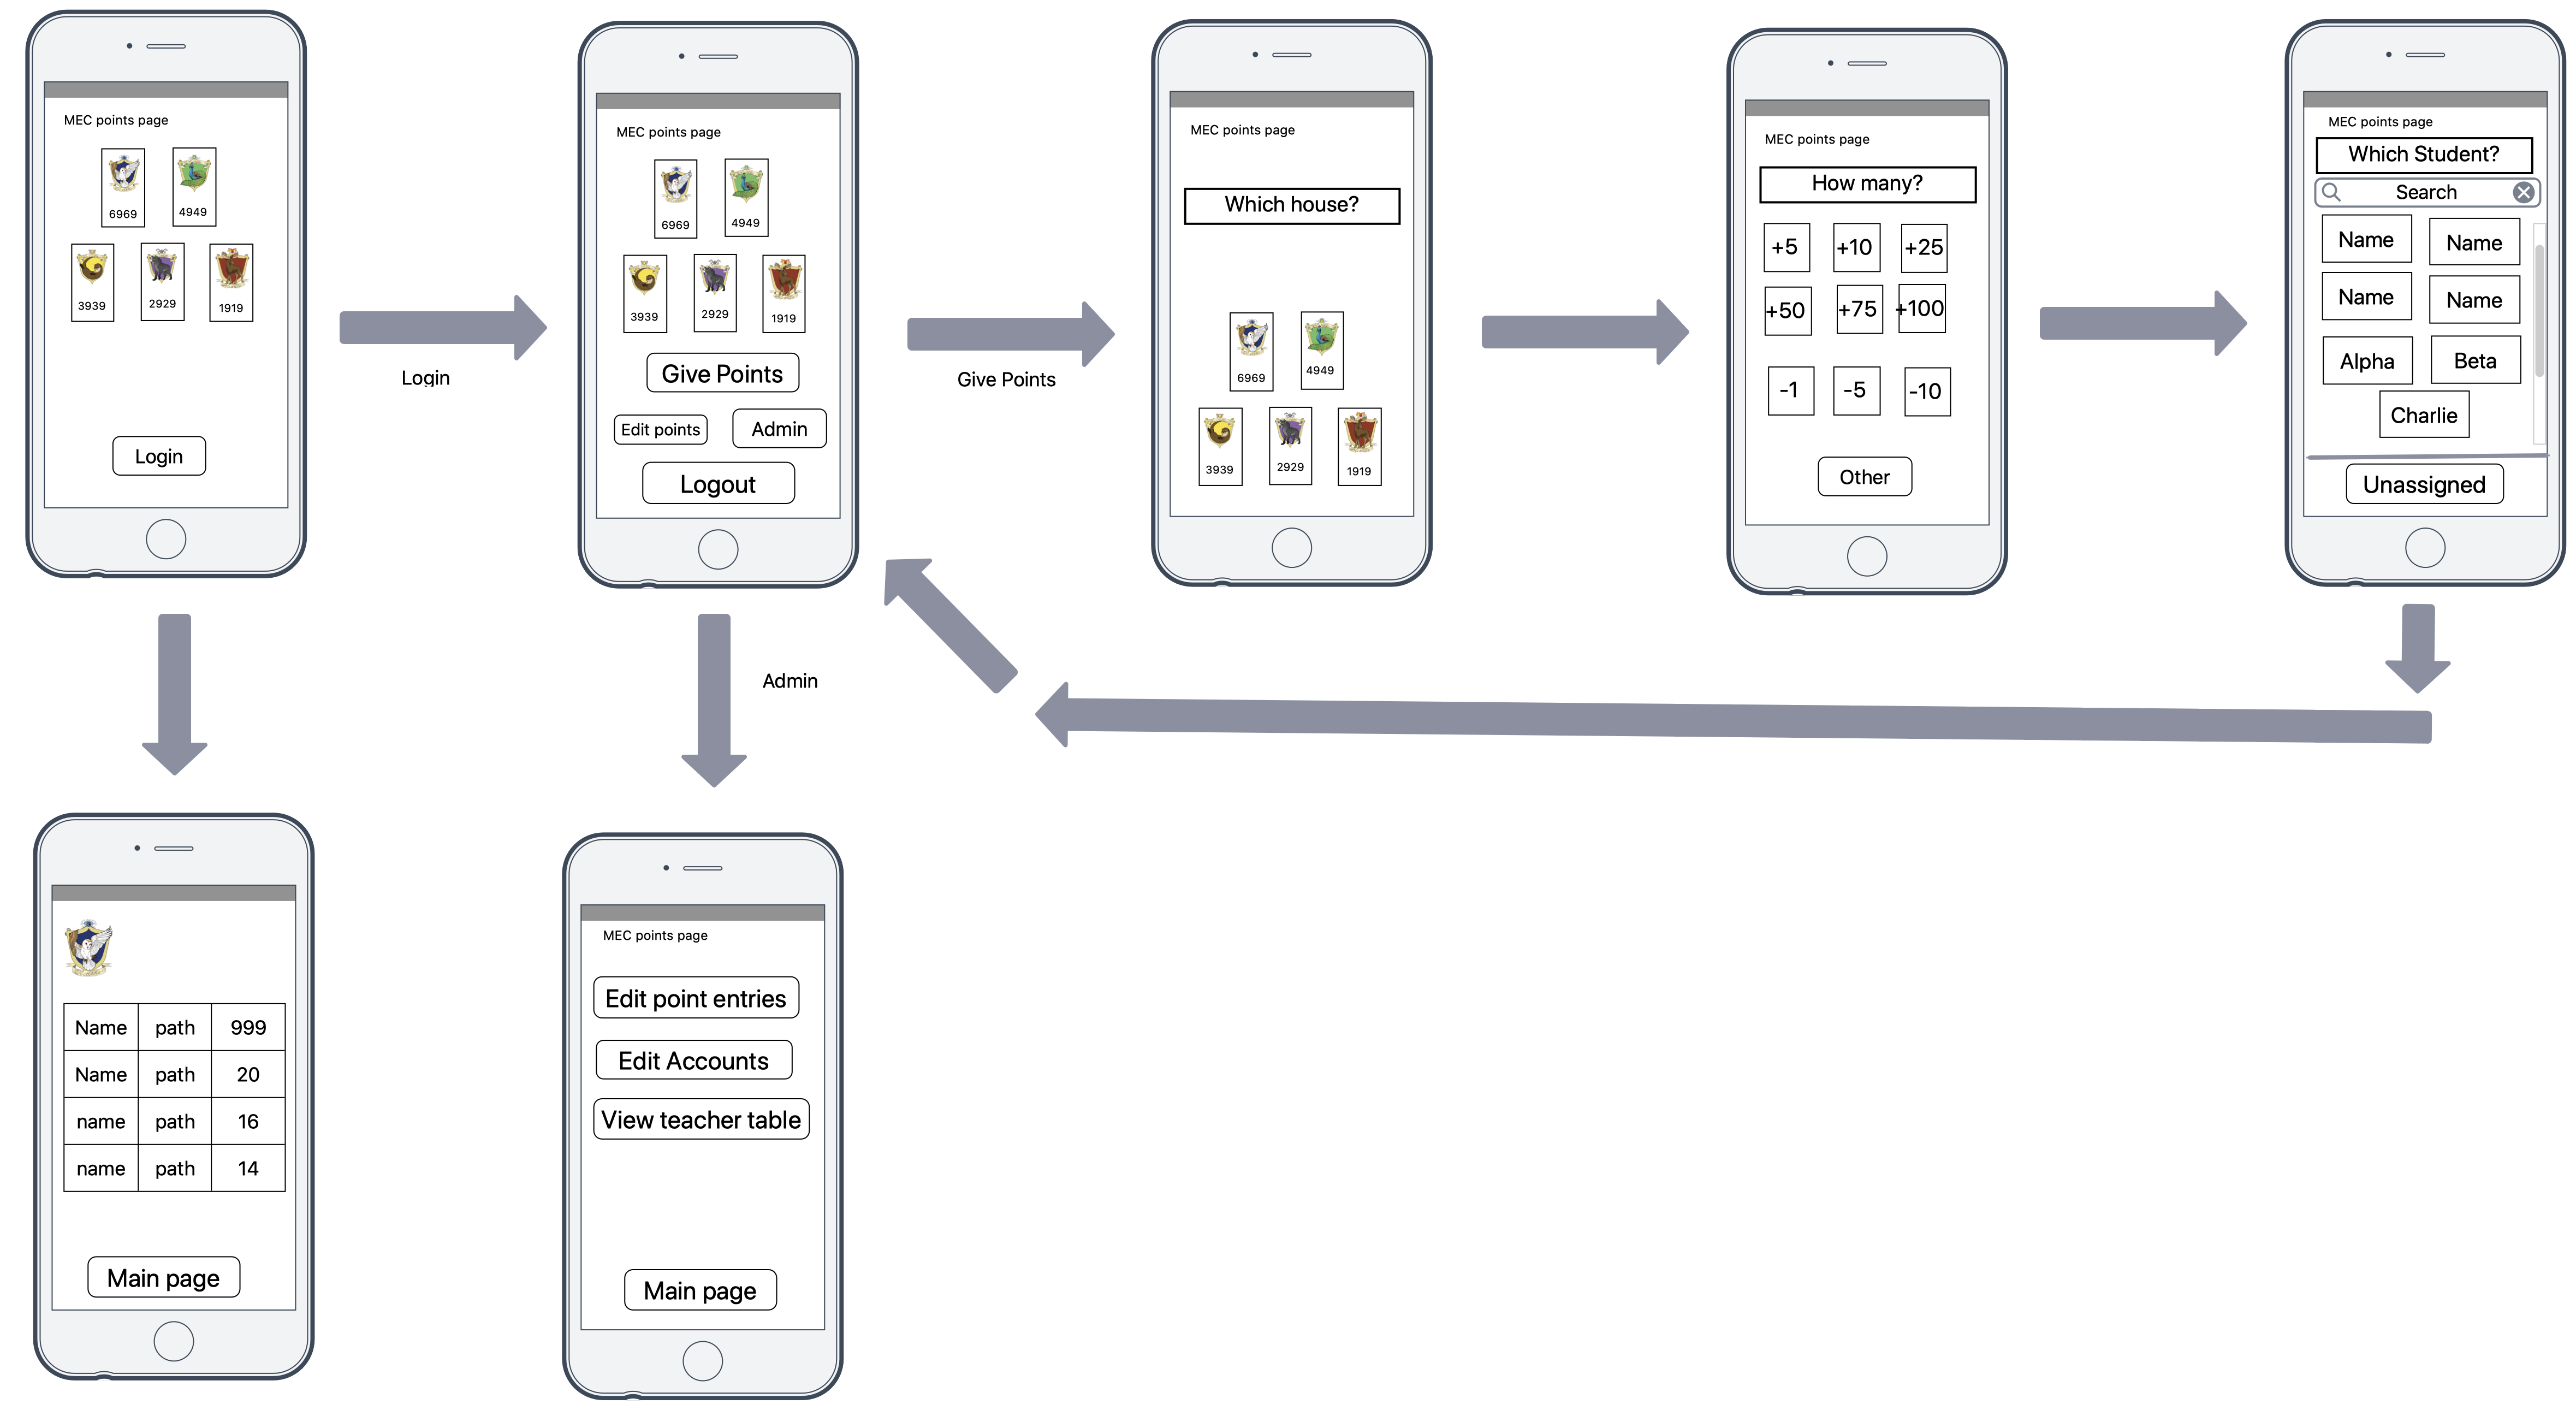 MEC points page
6969
4949
3939
2929
1919
Login
Login
MEC points page
6969
4949
3939
2929
1919
Give Points
Edit points
Admin
Logout
Give Points
MEC points page
Which house?
6969
4949
3939
2929
1919
MEC points page
How many?
+5 +10 +25
+50 +75 +100
-1 -5 -10
Other
MEC points page
Which Student?
Search
Name Name
Name Name
Alpha Beta
Charlie
Unassigned
Admin
Name path 999
Name path 20
name path 16
name path 14
Main page
MEC points page
Edit point entries
Edit Accounts
View teacher table
Main page